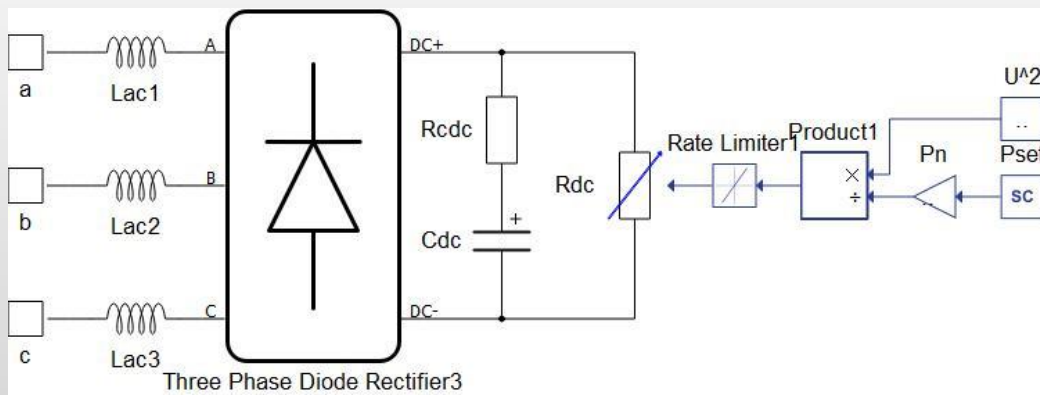 a
Lac1
A
DC+
b
Lac2
B
c
Lac3
C
DC-
Three Phase Diode Rectifier3
Rcdc
+
Cdc
Rdc
Rate Limiter1
Product1
×
÷
Pn
..
U^2
..
Pset
SC